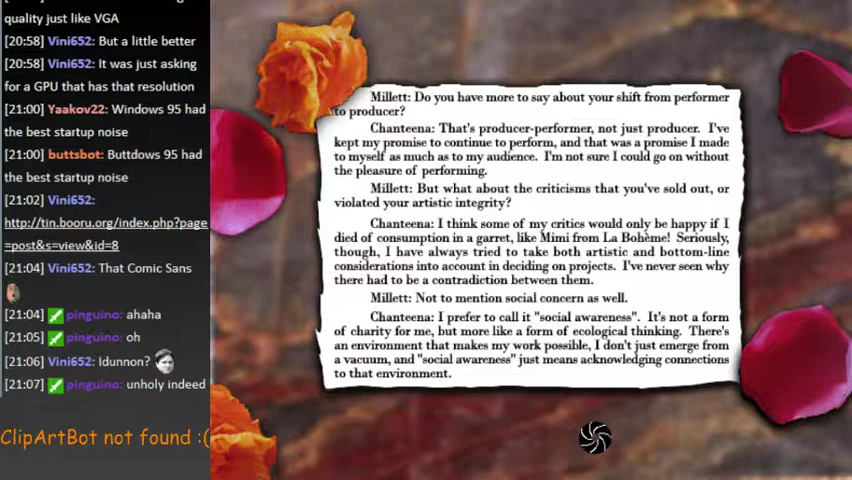 quality just like VGA
[20:58] Vini652: But a little better
[20:58] Vini652: It was just asking
for a GPU that has that resolution
[21:00] Yaakov22: Windows 95 had
the best startup noise
[21:00] buttsbot: Buttdows 95 had
the best startup noise
[21:02] Vini652:
http://tin.booru.org/index.php?page
=post&s=view&id=8
[21:04] Vini652: That Comic Sans
[21:04] pinguino: ahaha
[21:05] pinguino: oh
[21:06] Vini652: Idunnon?
[21:07] pinguino: unholy indeed
ClipArtBot not found :(
Millett: Do you have more to say about your shift from performer
to producer?
Chanteena: That's producer-performer, not just producer. I've
kept my promise to continue to perform, and that was a promise I made
to myself as much as to my audience. I'm not sure I could go on without
the pleasure of performing.
Millett: But what about the criticisms that you've sold out, or
violated your artistic integrity?
Chanteena: I think some of my critics would only be happy if I
died of consumption in a garret, like Mimi from La Bohème! Seriously,
though, I have always tried to take both artistic and bottom-line
considerations into account in deciding on projects. I've never seen why
there had to be a contradiction between them.
Millett: Not to mention social concern as well.
Chanteena: I prefer to call it "social awareness". It's not a form
of charity for me, but more like a form of ecological thinking. There's
an environment that makes my work possible, I don't just emerge from
a vacuum, and "social awareness" just means acknowledging connections
to that environment.